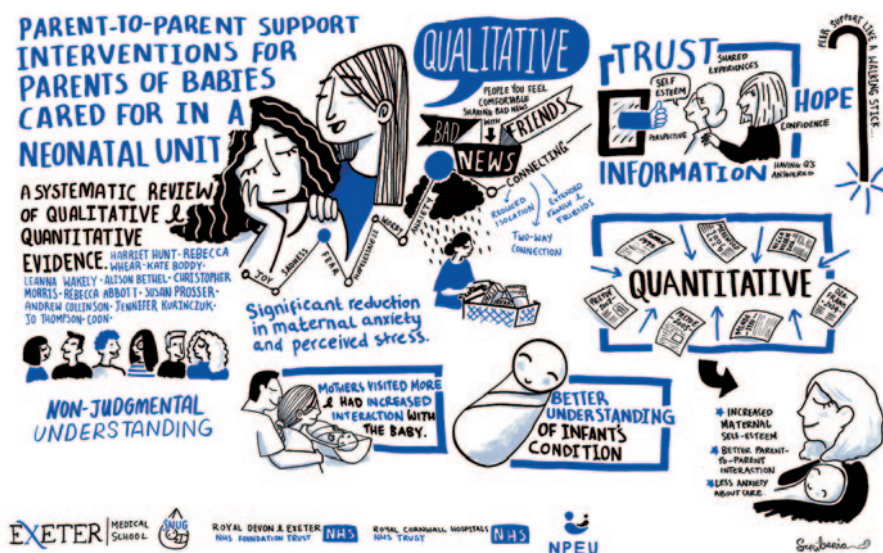 PARENT-TO-PARENT SUPPORT
INTERVENTIONS FOR
PARENTS OF BABIES
CARED FOR IN A
NEONATAL UNIT
A SYSTEMATIC REVIEW
OF QUALITATIVE &
QUANTITATIVE
EVIDENCE.
HARRIET HUNT · REBECCA
WHEAR · KATE BODDY ·
LEANNA WAKELY · ALISON BETHEL · CHRISTOPHER
MORRIS · REBECCA ABBOTT · SUSAN PROSSER ·
ANDREW COLLINSON · JENNIFER KURINCZUK ·
JO THOMPSON-COON ·
NON-JUDGMENTAL
UNDERSTANDING
JOY
SADNESS
FEAR
HOPELESSNESS
WORRY
ANXIETY
CONNECTING
Significant reduction
in maternal anxiety
and perceived stress.
QUALITATIVE
PEOPLE YOU FEEL
COMFORTABLE
SHARING BAD NEWS
WITH
FRIENDS
BAD
NEWS
REDUCED
ISOLATION
EXTENDED
FAMILY &
FRIENDS
TWO-WAY
CONNECTION
TRUST
SHARED
EXPERIENCES
SELF
ESTEEM
HOPE
CONFIDENCE
PERSPECTIVE
INFORMATION
HAVING Q'S
ANSWERED
PEER SUPPORT LIKE A
WALKING STICK...
QUANTITATIVE
MOTHERS VISITED MORE
& HAD INCREASED
INTERACTION WITH
THE BABY.
BETTER
UNDERSTANDING
OF INFANT'S
CONDITION
INCREASED
MATERNAL
SELF-ESTEEM
BETTER PARENT-
TO-PARENT
INTERACTION
LESS ANXIETY
ABOUT CARE.
EXETER MEDICAL
SCHOOL
SNUG
ROYAL DEVON & EXETER
NHS FOUNDATION TRUST NHS
ROYAL CORNWALL HOSPITALS
NHS TRUST NHS
NPEU
Scriberia